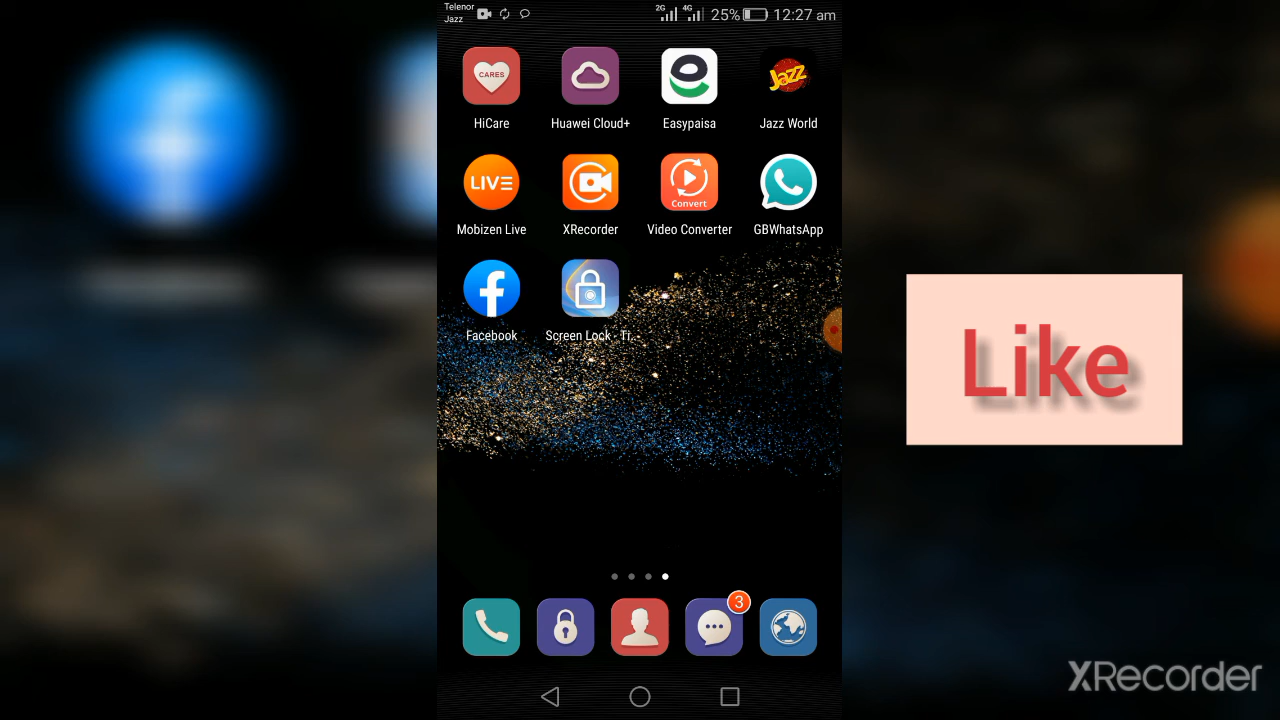 Telenor
Jazz
2G 4G 25% 12:27 am
CARES
HiCare
Huawei Cloud+
e
Easypaisa
Jazz
Jazz World
LIVE
Mobizen Live
XRecorder
Convert
Video Converter
GBWhatsApp
f
Facebook
Screen Lock - Ti..
Like
3
XRecorder